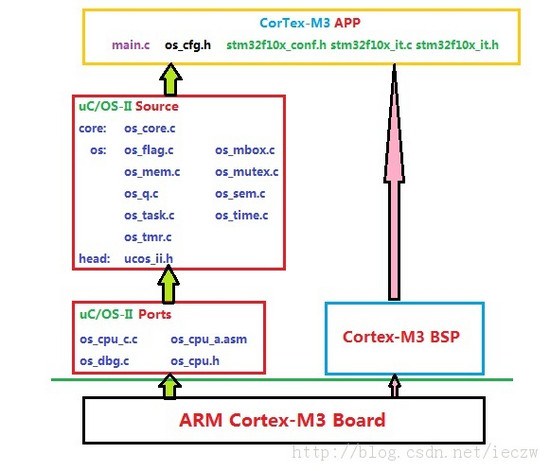 CorTex-M3 APP
main.c os_cfg.h stm32f10x_conf.h stm32f10x_it.c stm32f10x_it.h
uC/OS-II Source
core: os_core.c
os: os_flag.c os_mbox.c
os_mem.c os_mutex.c
os_q.c os_sem.c
os_task.c os_time.c
os_tmr.c
head: ucos_ii.h
uC/OS-II Ports
os_cpu_c.c os_cpu_a.asm
os_dbg.c os_cpu.h
Cortex-M3 BSP
ARM Cortex-M3 Board
http://blog.csdn.net/ieczw